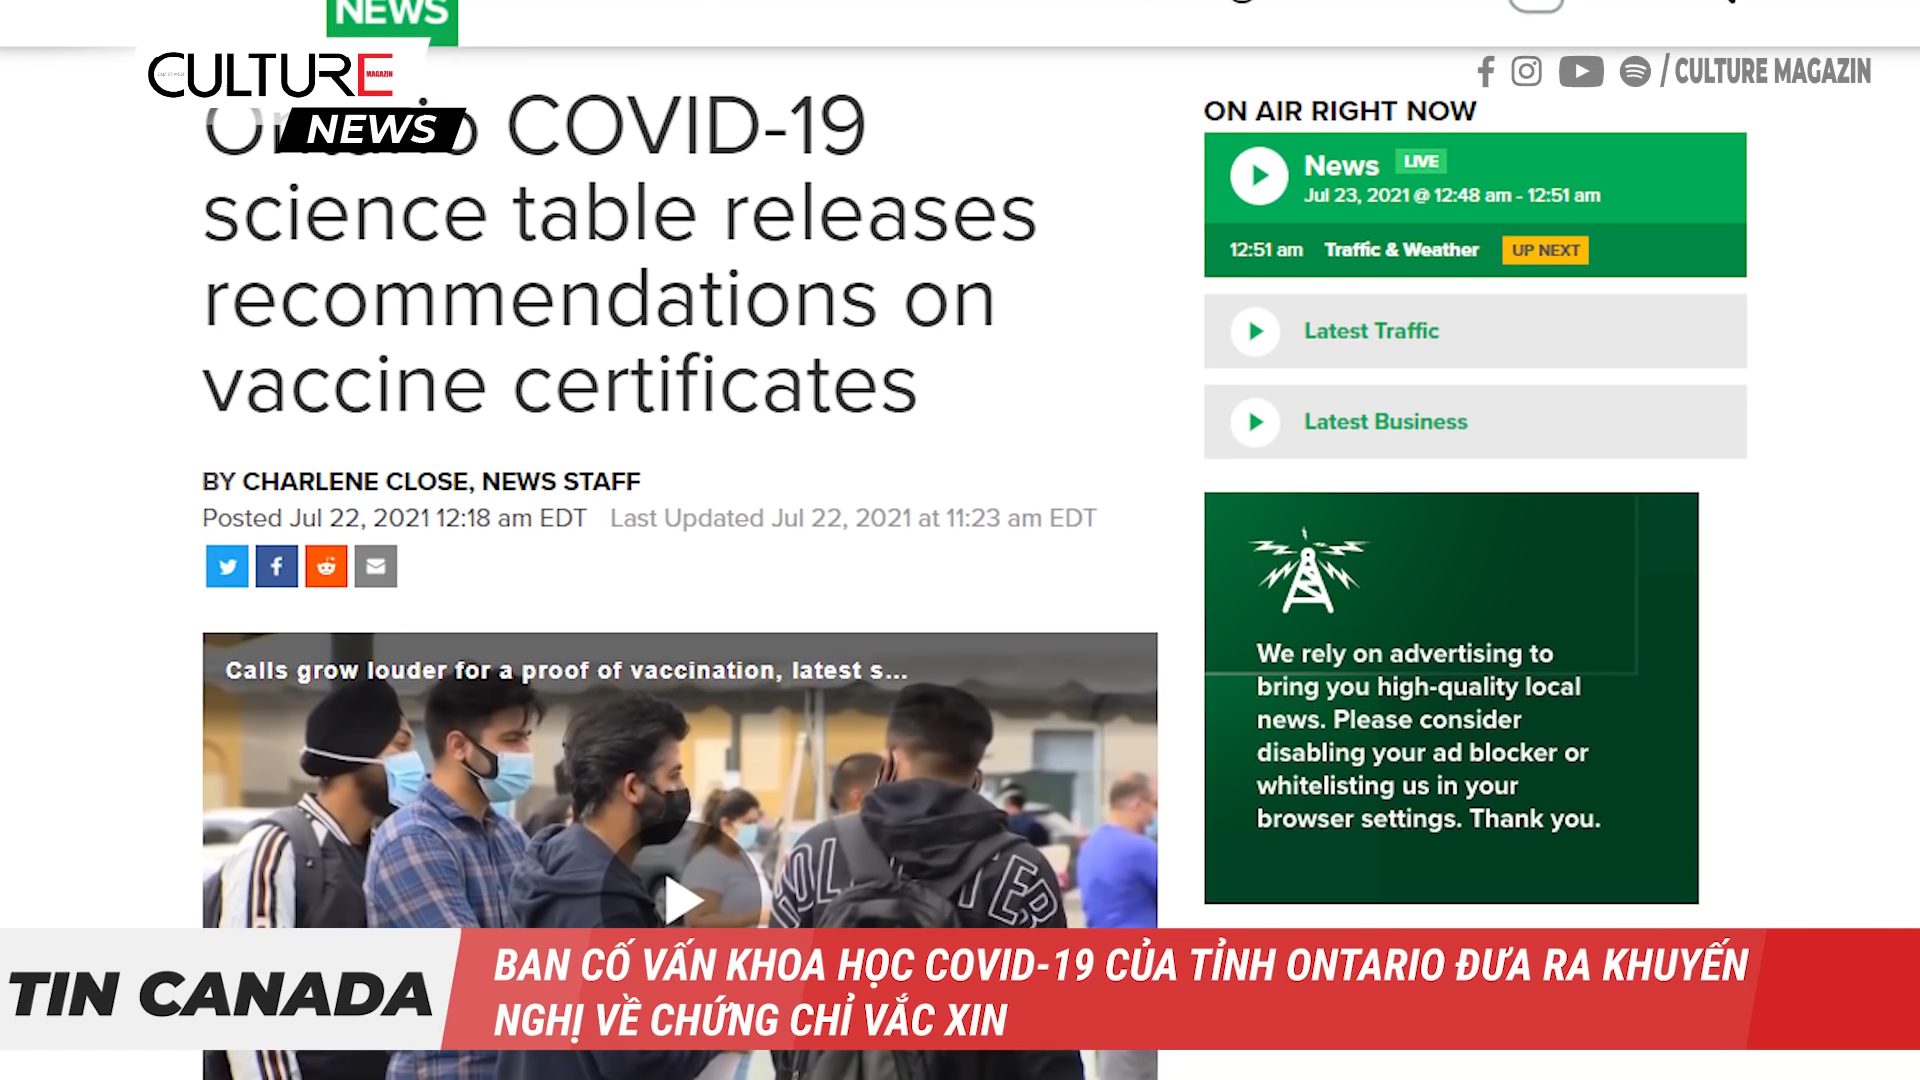 NEWS
CULTURE
MAGAZIN
NEWS
/ CULTURE MAGAZIN
COVID-19
science table releases
recommendations on
vaccine certificates
BY CHARLENE CLOSE, NEWS STAFF
Posted Jul 22, 2021 12:18 am EDT Last Updated Jul 22, 2021 at 11:23 am EDT
Calls grow louder for a proof of vaccination, latest s...
ON AIR RIGHT NOW
News LIVE
Jul 23, 2021 @ 12:48 am - 12:51 am
12:51 am Traffic & Weather UP NEXT
Latest Traffic
Latest Business
We rely on advertising to
bring you high-quality local
news. Please consider
disabling your ad blocker or
whitelisting us in your
browser settings. Thank you.
TIN CANADA
BAN CỐ VẤN KHOA HỌC COVID-19 CỦA TỈNH ONTARIO ĐƯA RA KHUYẾN
NGHỊ VỀ CHỨNG CHỈ VẮC XIN